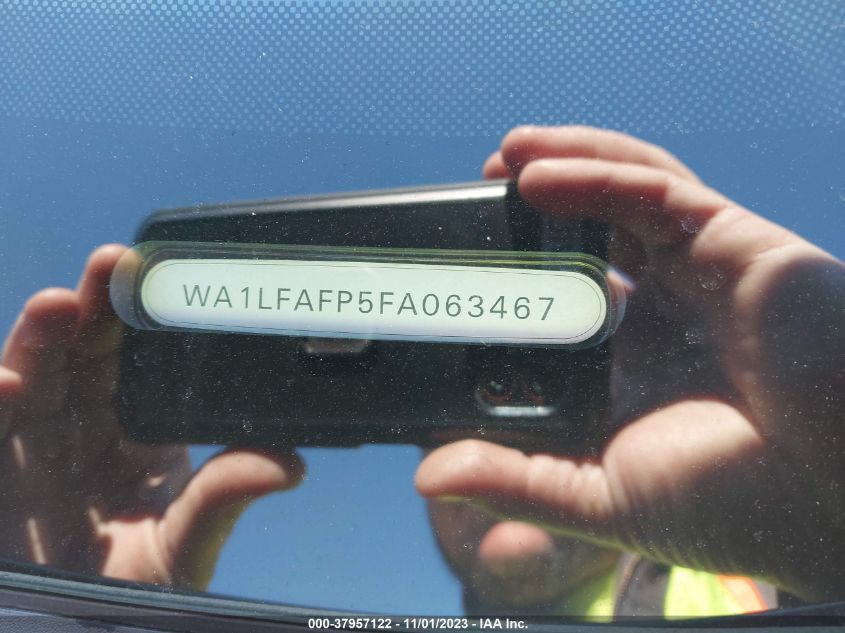 WA1LFAFP5FA063467
000-37957122 - 11/01/2023 - IAA Inc.